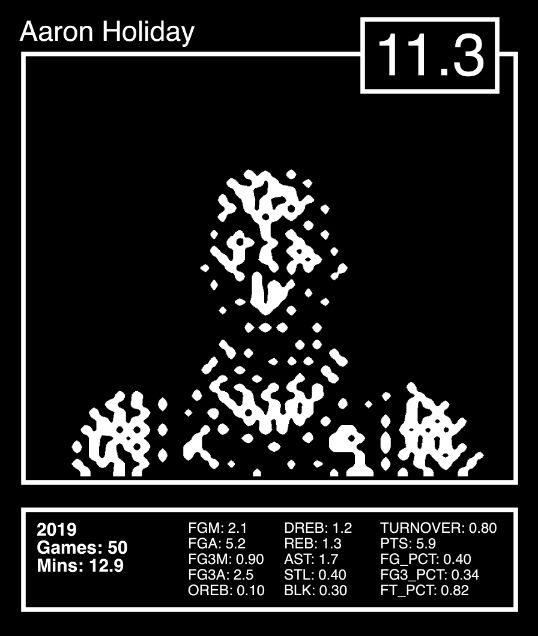 Aaron Holiday
11.3
2019
Games: 50
Mins: 12.9
FGM: 2.1
FGA: 5.2
FG3M: 0.90
FG3A: 2.5
OREB: 0.10
DREB: 1.2
REB: 1.3
AST: 1.7
STL: 0.40
BLK: 0.30
TURNOVER: 0.80
PTS: 5.9
FG_PCT: 0.40
FG3_PCT: 0.34
FT_PCT: 0.82